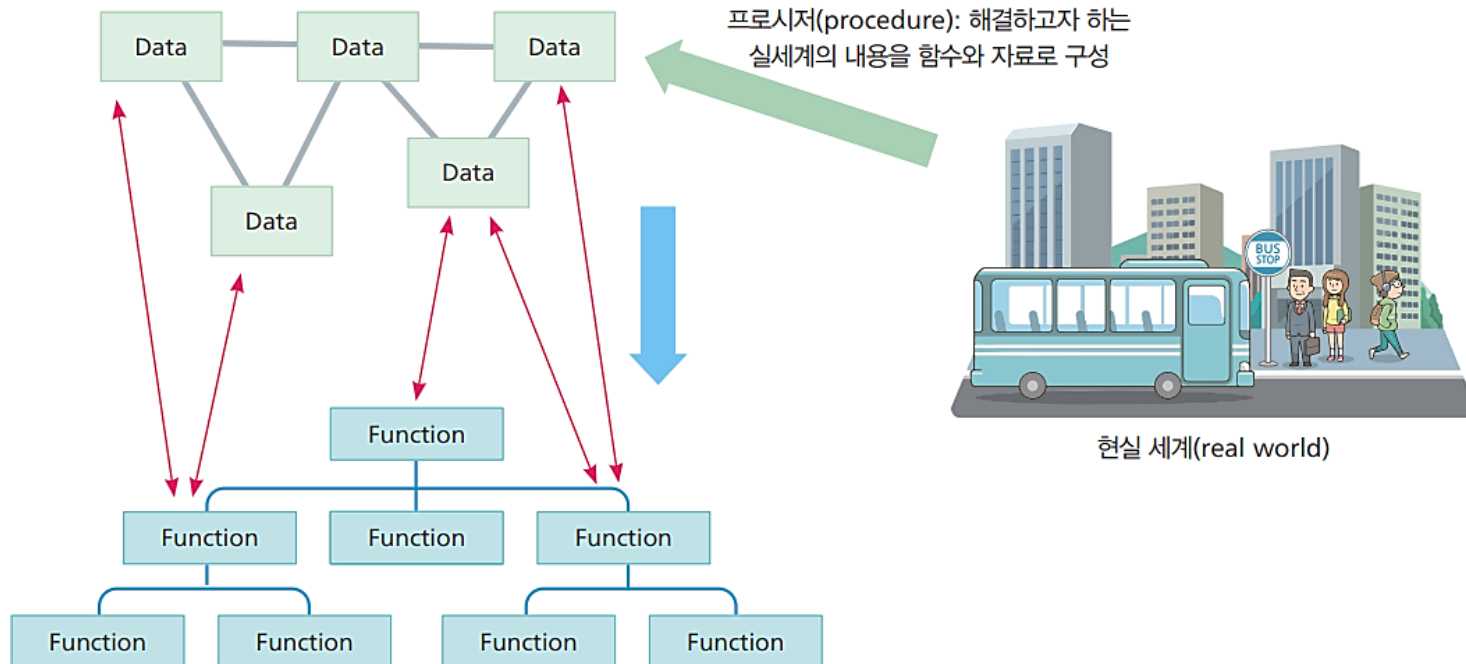 프로시저(procedure): 해결하고자 하는
실세계의 내용을 함수와 자료로 구성
Data
Data
Data
Data
Data
BUS
STOP
현실 세계(real world)
Function
Function
Function
Function
Function
Function
Function
Function